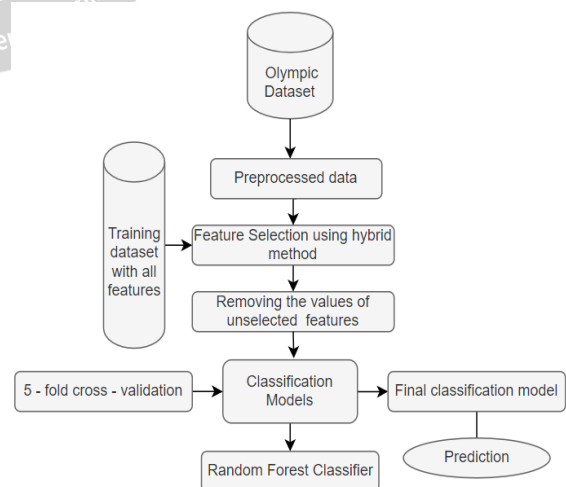 Olympic
Dataset
Preprocessed data
Training
dataset
with all
features
Feature Selection using hybrid
method
Removing the values of
unselected features
5 - fold cross - validation
Classification
Models
Final classification model
Random Forest Classifier
Prediction